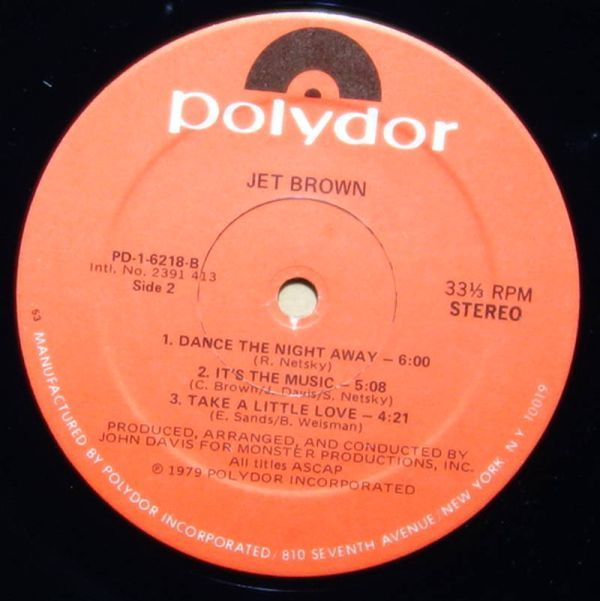 polydor
JET BROWN
PD-1-6218-B
Intl. No. 2391 413
Side 2
33⅓ RPM
STEREO
1. DANCE THE NIGHT AWAY – 6:00
(R. Netsky)
2. IT'S THE MUSIC – 5:08
(C. Brown/J. Davis/S. Netsky)
3. TAKE A LITTLE LOVE – 4:21
(E. Sands/B. Weisman)
PRODUCED, ARRANGED, AND CONDUCTED BY
JOHN DAVIS FOR MONSTER PRODUCTIONS, INC.
All titles ASCAP
℗ 1979 POLYDOR INCORPORATED
63 MANUFACTURED BY POLYDOR INCORPORATED/ 810 SEVENTH AVENUE/ NEW YORK, N.Y. 10019